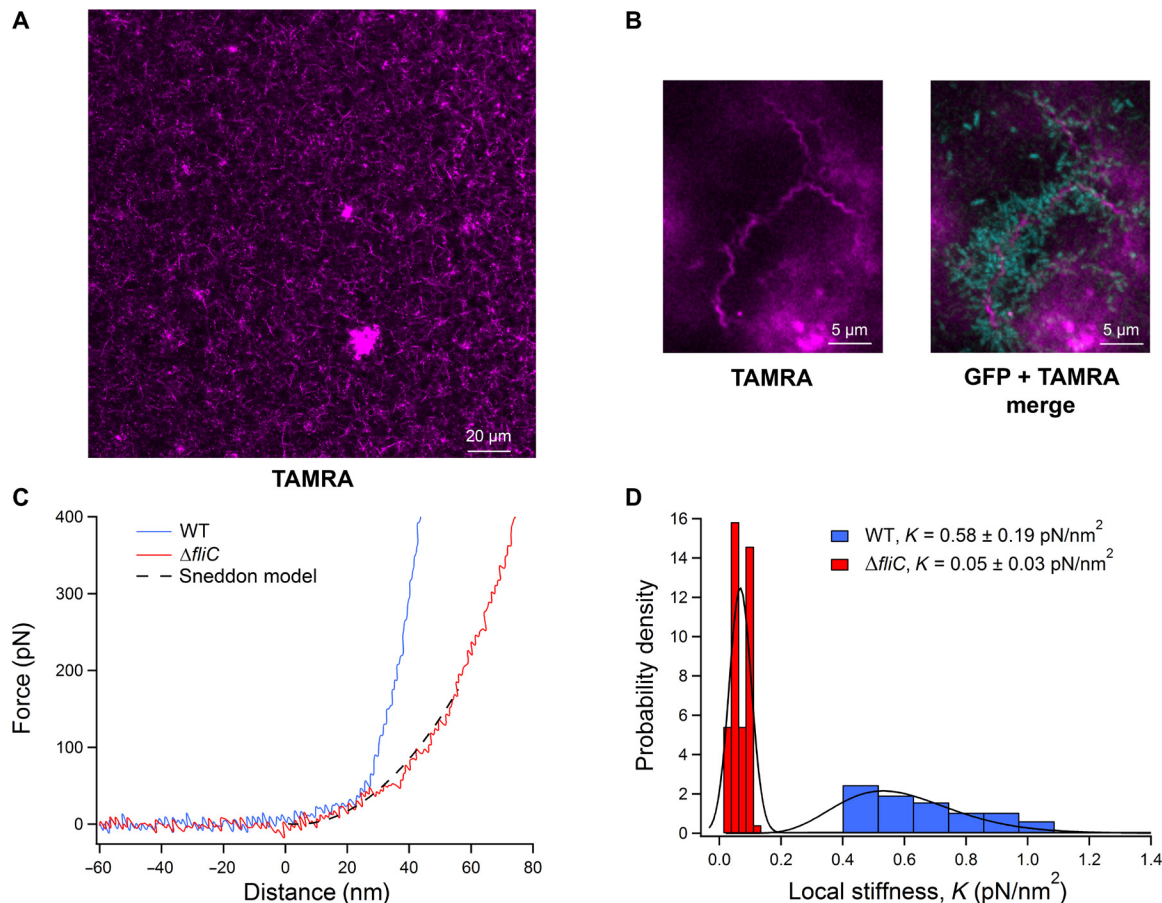 A
20 µm
TAMRA
B
5 µm
TAMRA
5 µm
GFP + TAMRA
merge
C
400
300
200
100
0
Force (pN)
WT
ΔfliC
Sneddon model
−60
−40
−20
0
20
40
60
80
Distance (nm)
D
16
14
12
10
8
6
4
2
0
Probability density
WT, K = 0.58 ± 0.19 pN/nm²
ΔfliC, K = 0.05 ± 0.03 pN/nm²
0.0
0.2
0.4
0.6
0.8
1.0
1.2
1.4
Local stiffness, K (pN/nm²)